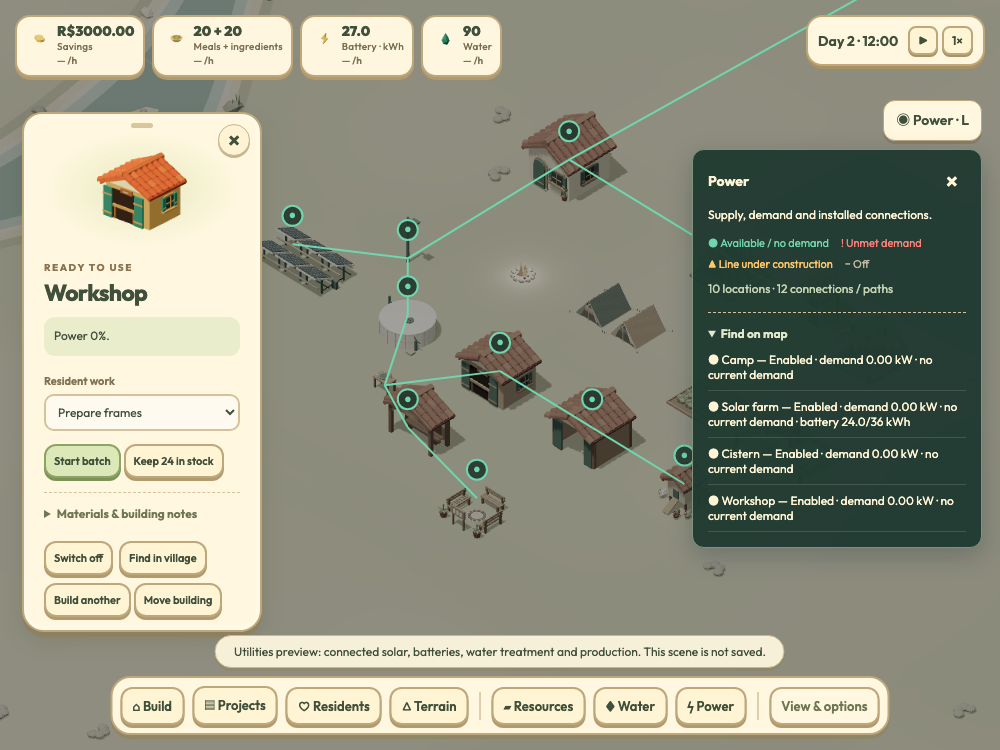 R$3000.00
Savings
— /h
20 + 20
Meals + ingredients
— /h
27.0
Battery · kWh
— /h
90
Water
— /h
Day 2 · 12:00
1×
Power · L
READY TO USE
Workshop
Power 0%.
Resident work
Prepare frames
Start batch
Keep 24 in stock
Materials & building notes
Switch off
Find in village
Build another
Move building
Power
Supply, demand and installed connections.
Available / no demand
! Unmet demand
Line under construction
– Off
10 locations · 12 connections / paths
Find on map
Camp — Enabled · demand 0.00 kW · no
current demand
Solar farm — Enabled · demand 0.00 kW · no
current demand · battery 24.0/36 kWh
Cistern — Enabled · demand 0.00 kW · no
current demand
Workshop — Enabled · demand 0.00 kW · no
current demand
Utilities preview: connected solar, batteries, water treatment and production. This scene is not saved.
Build
Projects
Residents
Terrain
Resources
Water
Power
View & options